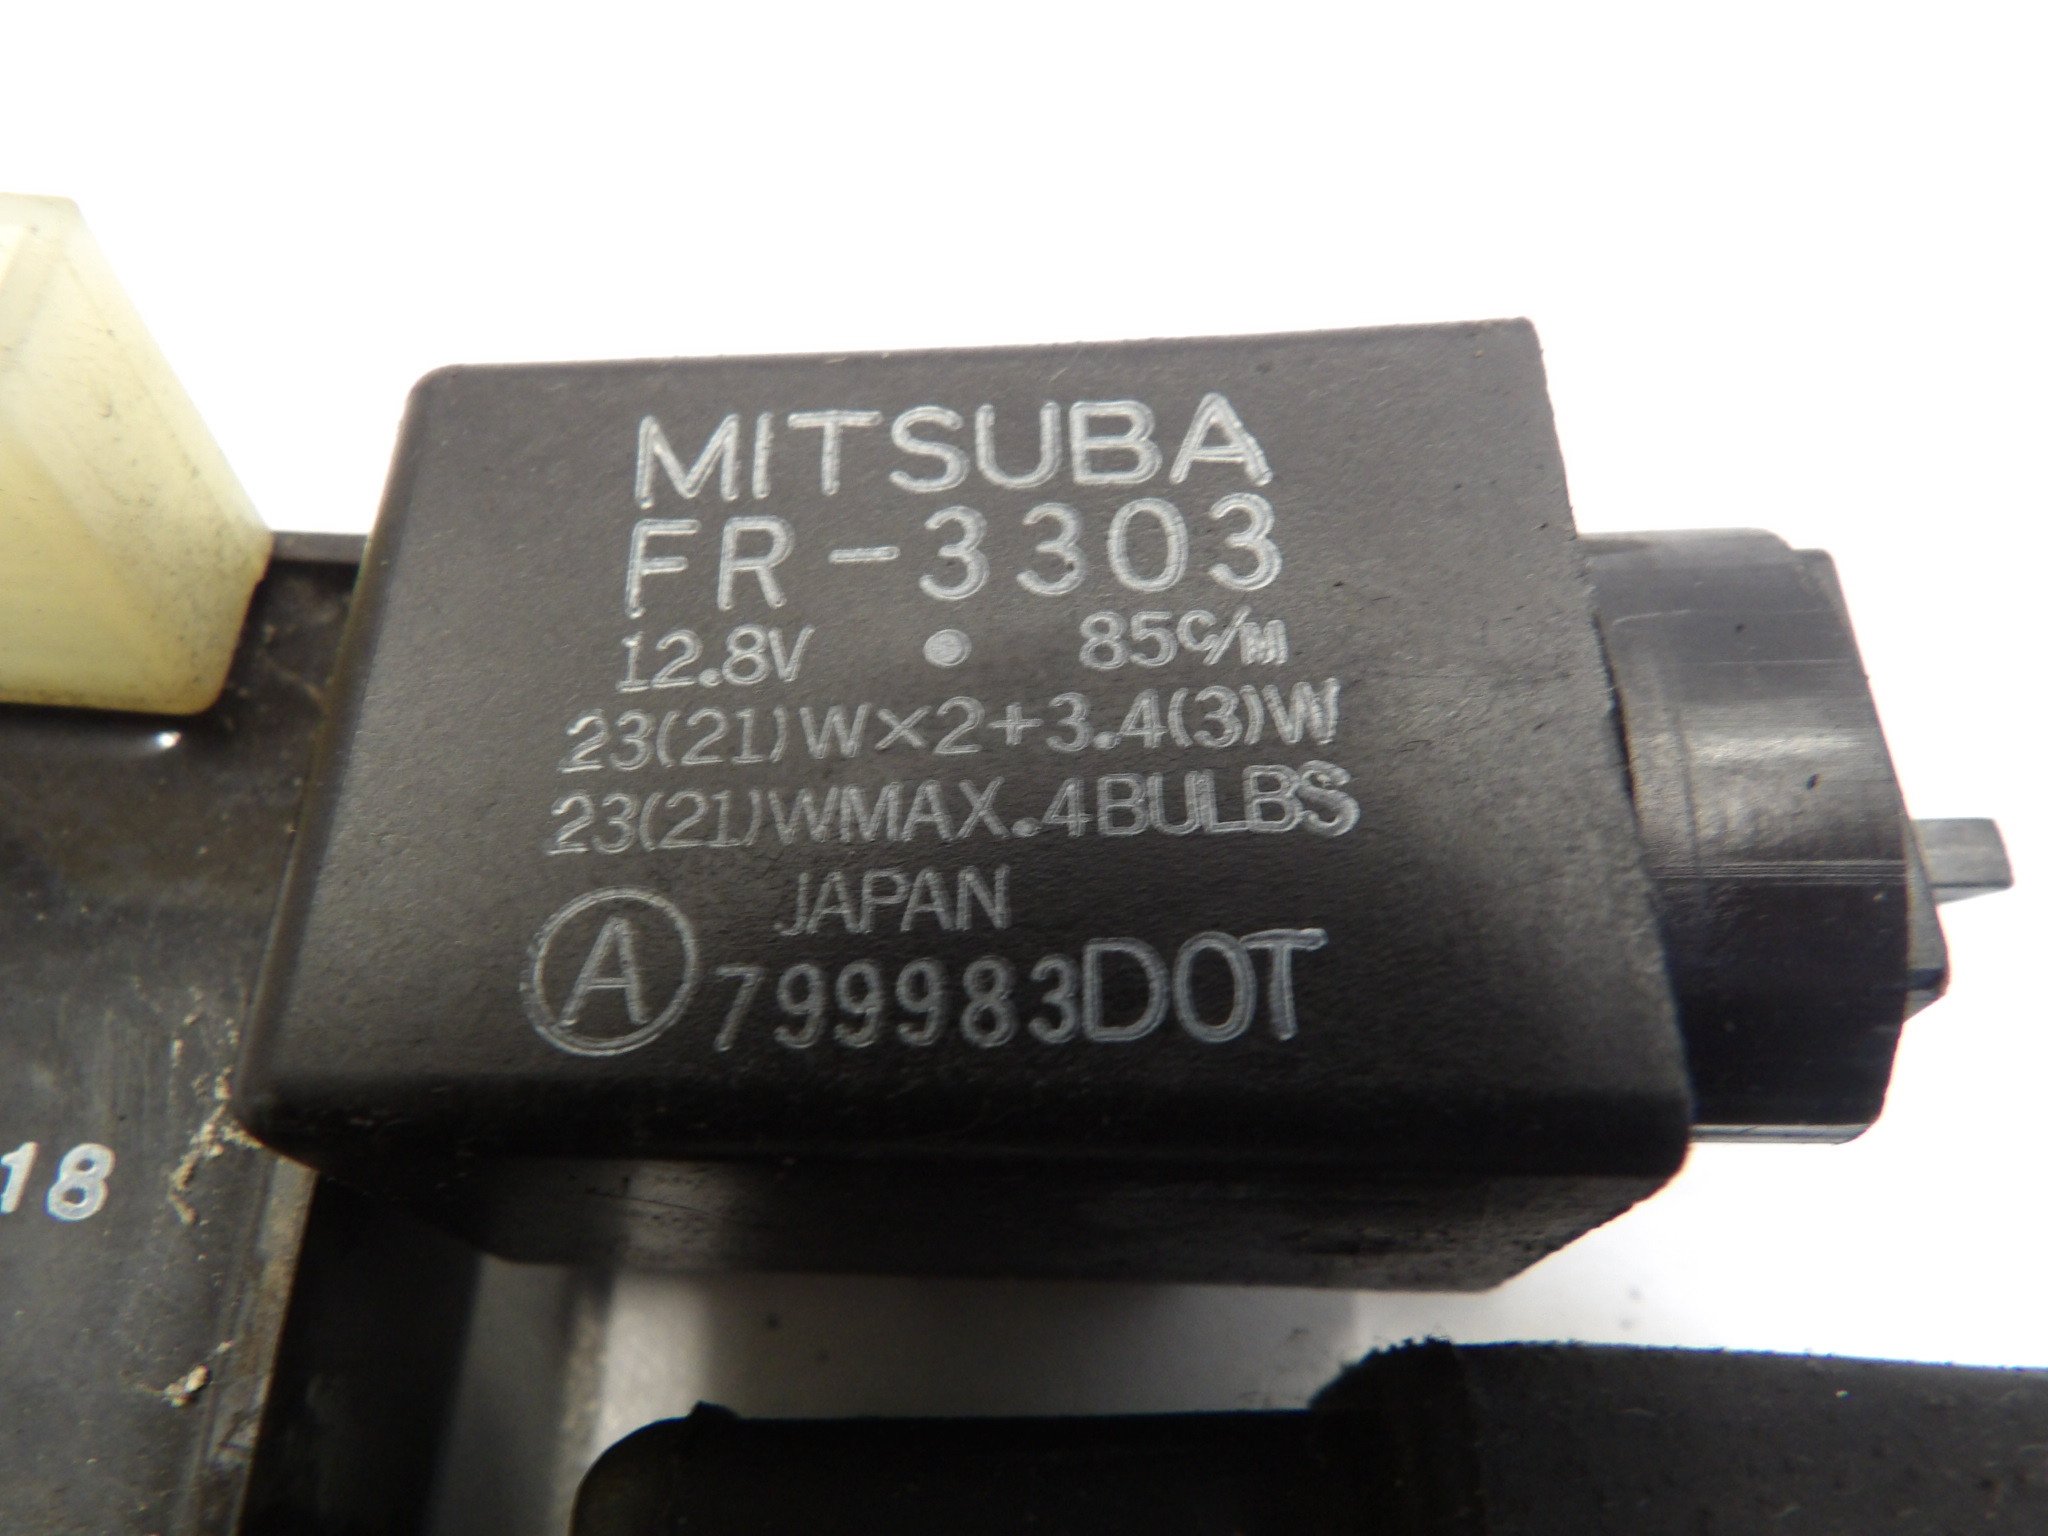 MITSUBA
FR-3303
12.8V • 85C/M
23(21)W×2+3.4(3)W
23(21)WMAX.4BULBS
JAPAN
A 799983DOT
18